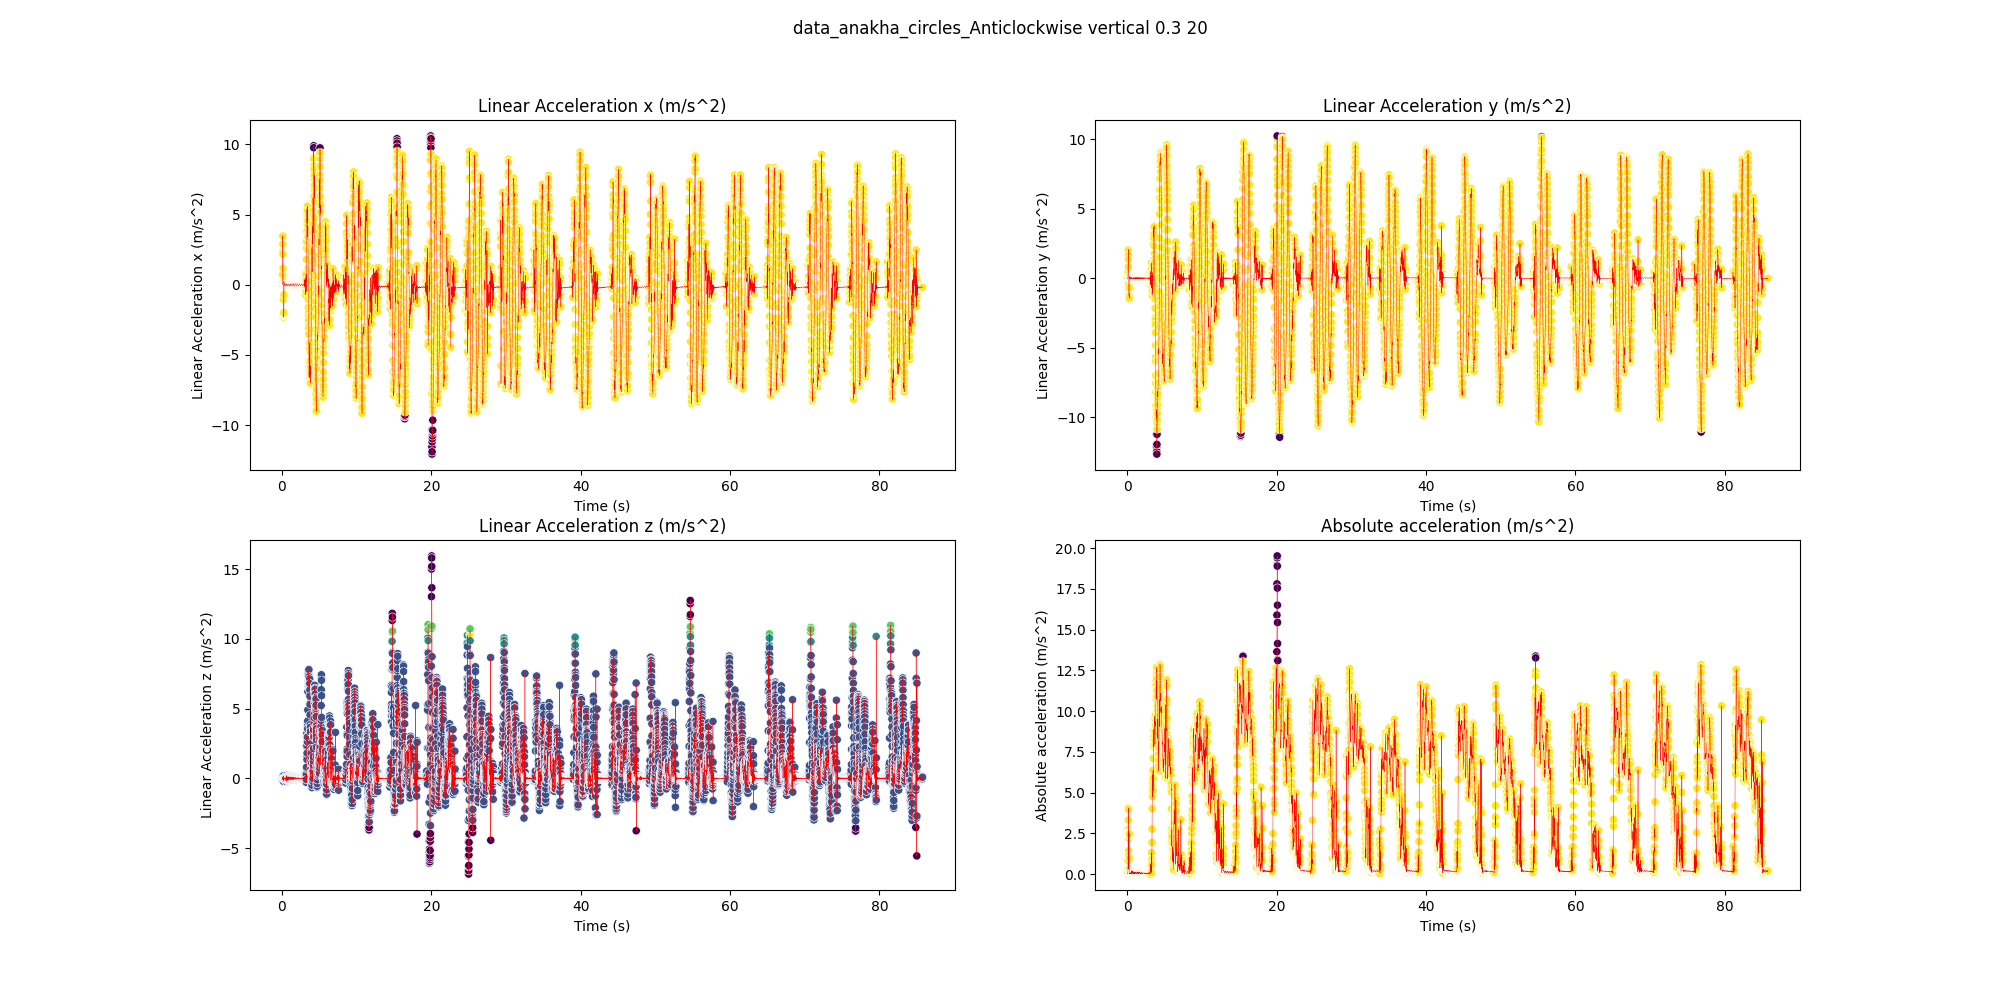 data_anakha_circles_Anticlockwise vertical 0.3 20
Linear Acceleration x (m/s^2)
Linear Acceleration x (m/s^2)
10
5
0
−5
−10
0 20 40 60 80
Time (s)
Linear Acceleration y (m/s^2)
Linear Acceleration y (m/s^2)
10
5
0
−5
−10
0 20 40 60 80
Time (s)
Linear Acceleration z (m/s^2)
Linear Acceleration z (m/s^2)
15
10
5
0
−5
0 20 40 60 80
Time (s)
Absolute acceleration (m/s^2)
Absolute acceleration (m/s^2)
20.0
17.5
15.0
12.5
10.0
7.5
5.0
2.5
0.0
0 20 40 60 80
Time (s)